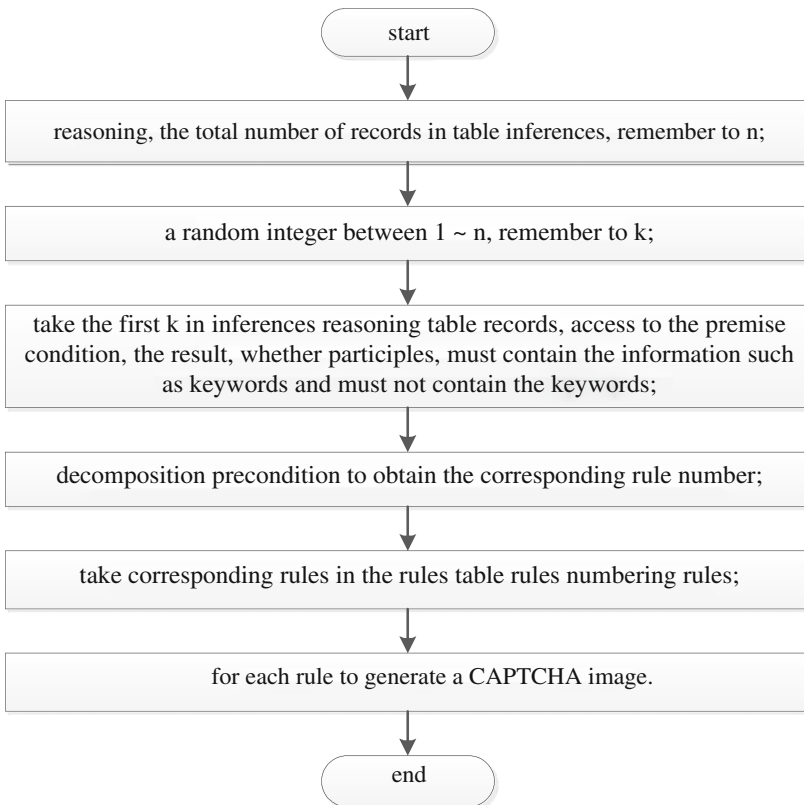 start
reasoning, the total number of records in table inferences, remember to n;
a random integer between 1 ~ n, remember to k;
take the first k in inferences reasoning table records, access to the premise
condition, the result, whether participles, must contain the information such
as keywords and must not contain the keywords;
decomposition precondition to obtain the corresponding rule number;
take corresponding rules in the rules table rules numbering rules;
for each rule to generate a CAPTCHA image.
end